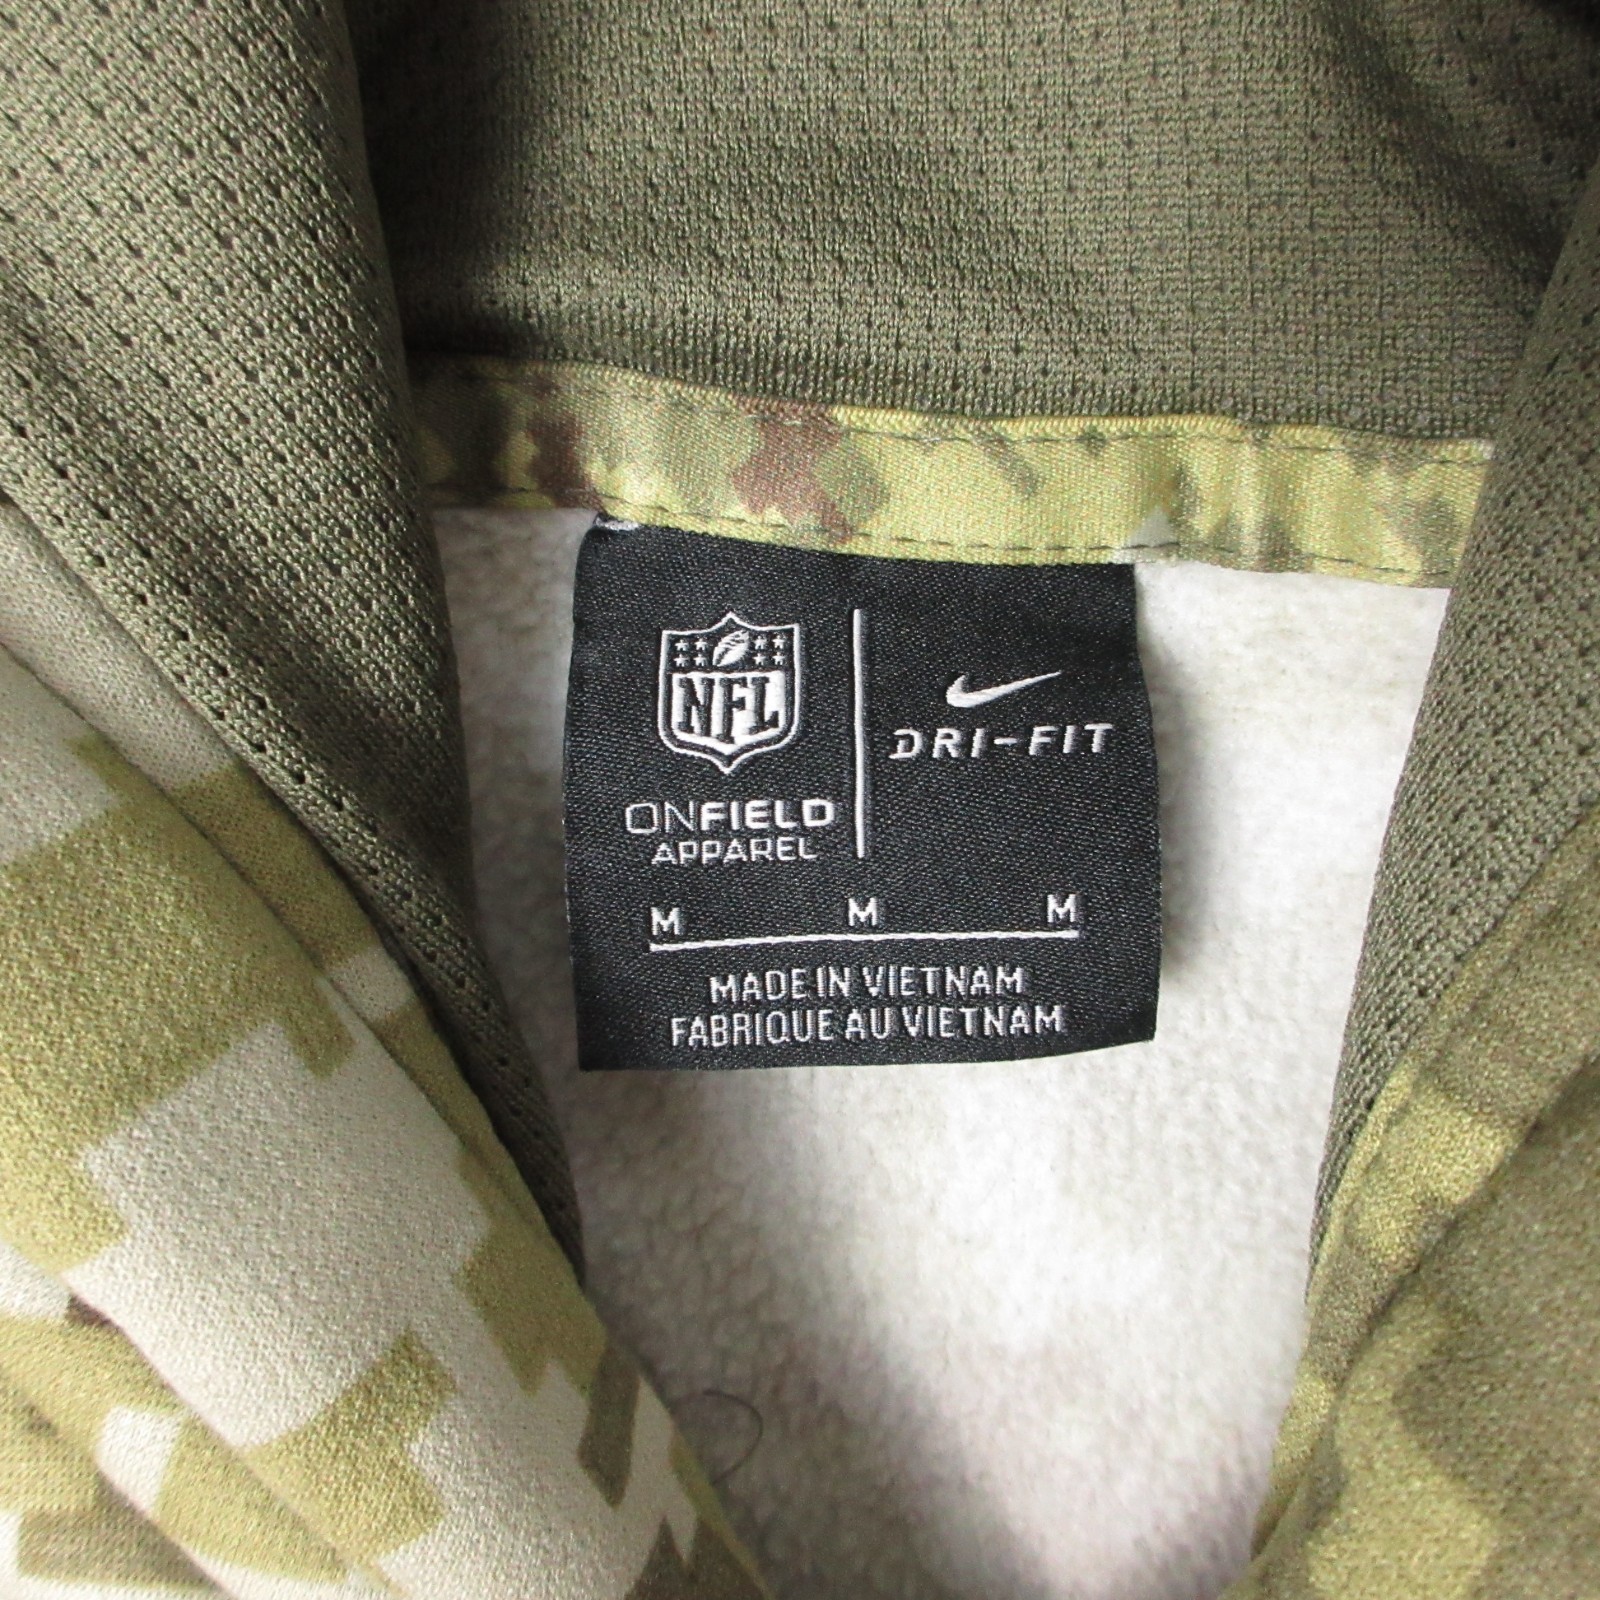 NFL
ONFIELD
APPAREL
DRI-FIT
M M M
MADE IN VIETNAM
FABRIQUE AU VIETNAM